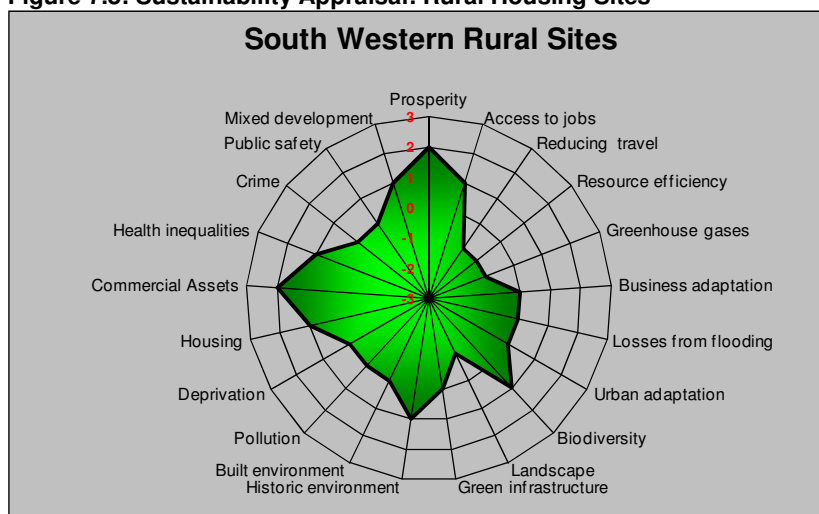 Figure 7.3: Sustainability Appraisal: Rural Housing Sites
South Western Rural Sites
Prosperity
Mixed development
3
Access to jobs
Public safety
2
Reducing travel
Crime
1
Resource efficiency
Health inequalities
0
Greenhouse gases
Commercial Assets
-1
Business adaptation
-2
-3
Housing
Losses from flooding
Deprivation
Urban adaptation
Pollution
Biodiversity
Built environment
Landscape
Historic environment
Green infrastructure